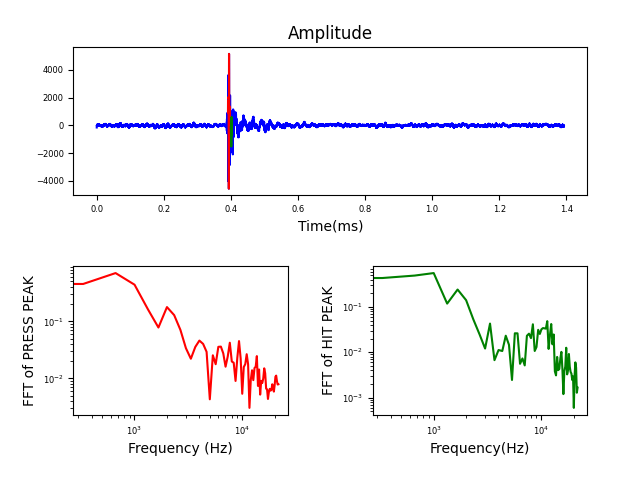 Amplitude
4000
2000
0
−2000
−4000
0.0 0.2 0.4 0.6 0.8 1.0 1.2 1.4
Time(ms)
FFT of PRESS PEAK
10⁻¹
10⁻²
10³ 10⁴
Frequency (Hz)
FFT of HIT PEAK
10⁻¹
10⁻²
10⁻³
10³ 10⁴
Frequency(Hz)